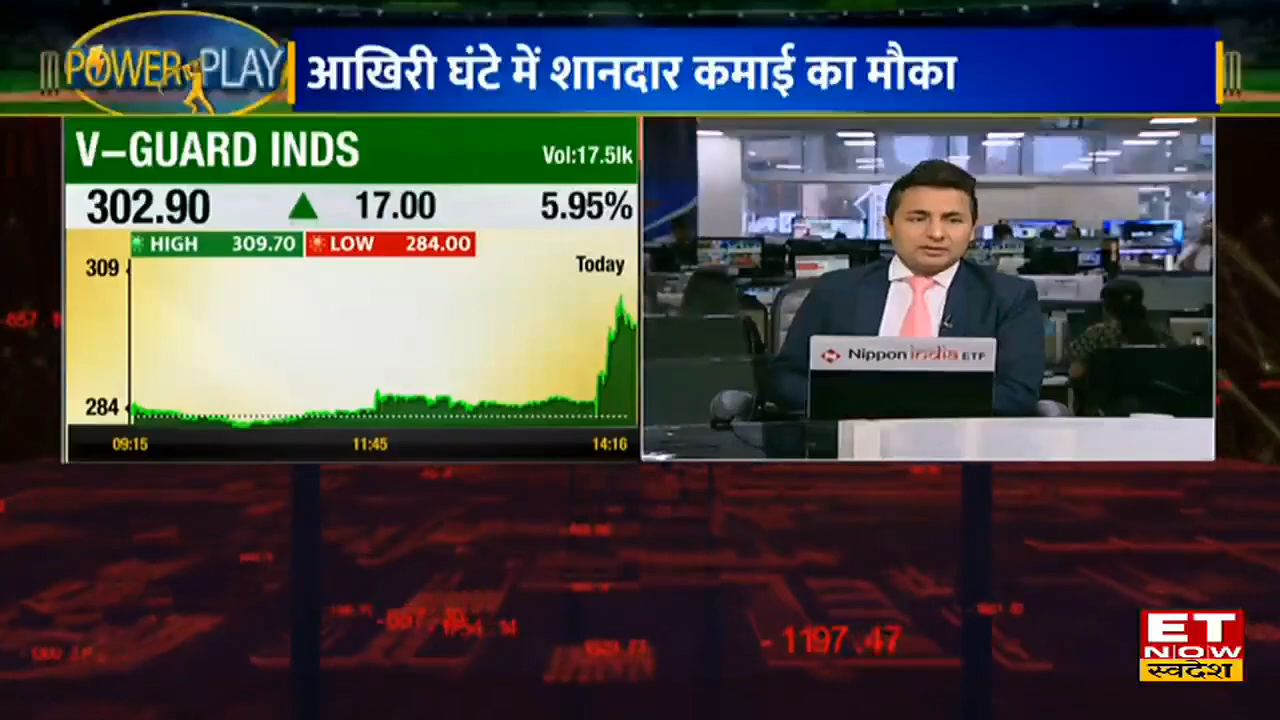 POWER PLAY
आखिरी घंटे में शानदार कमाई का मौका
V-GUARD INDS
Vol:17.5lk
302.90 ▲ 17.00 5.95%
HIGH 309.70 LOW 284.00
Today
309
284
09:15 11:45 14:16
Nippon india ETF
- 1197.47
ET
NOW
स्वदेश